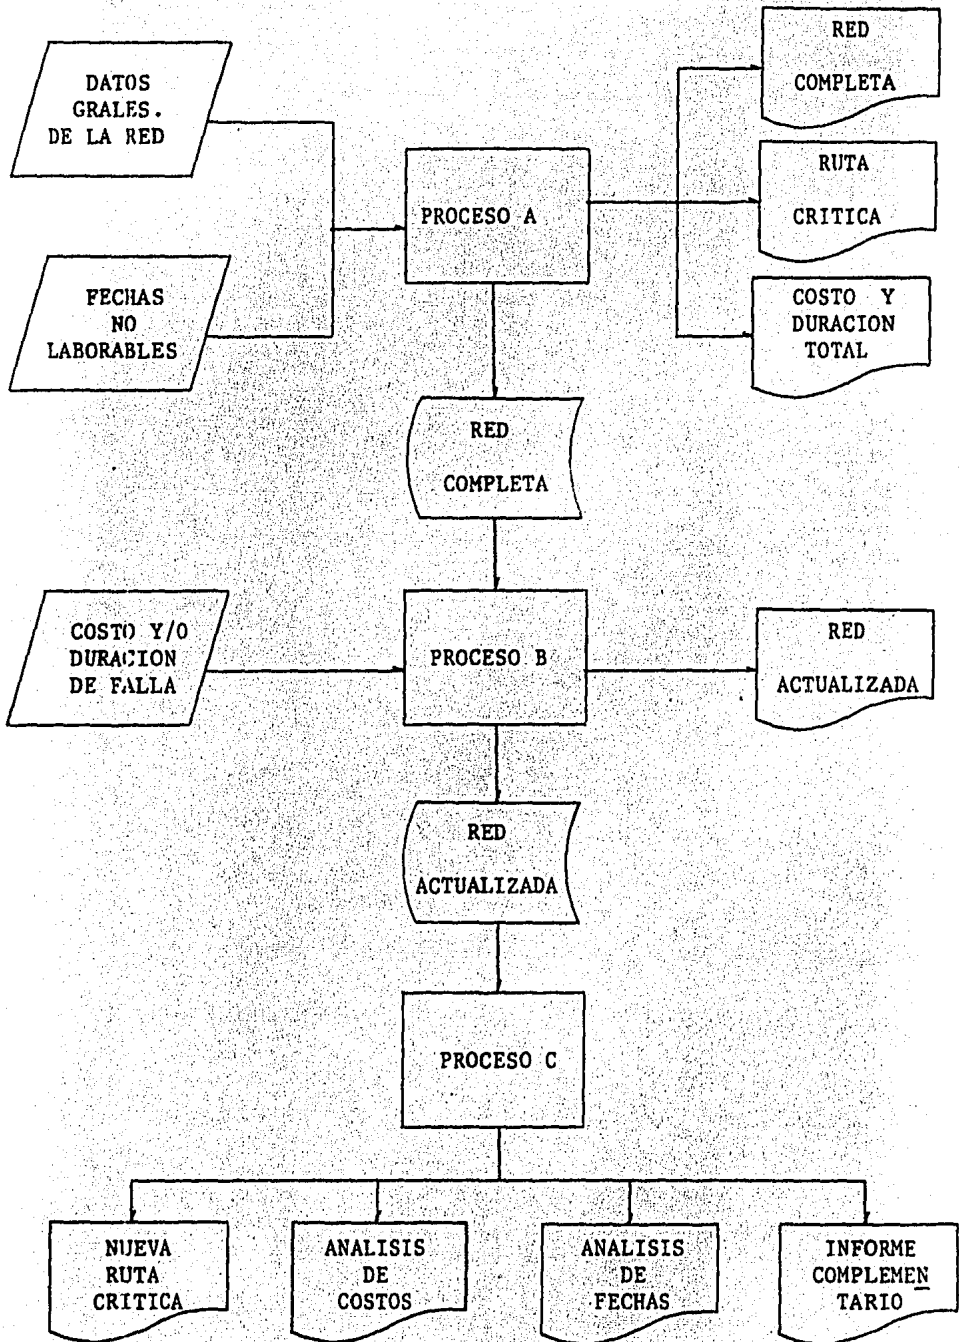 RED
COMPLETA
DATOS
GRALES.
DE LA RED
RUTA
CRITICA
PROCESO A
FECHAS
NO
LABORABLES
COSTO Y
DURACION
TOTAL
RED
COMPLETA
COSTO Y/O
DURACION
DE FALLA
PROCESO B
RED
ACTUALIZADA
RED
ACTUALIZADA
PROCESO C
NUEVA
RUTA
CRITICA
ANALISIS
DE
COSTOS
ANALISIS
DE
FECHAS
INFORME
COMPLEMEN
TARIO